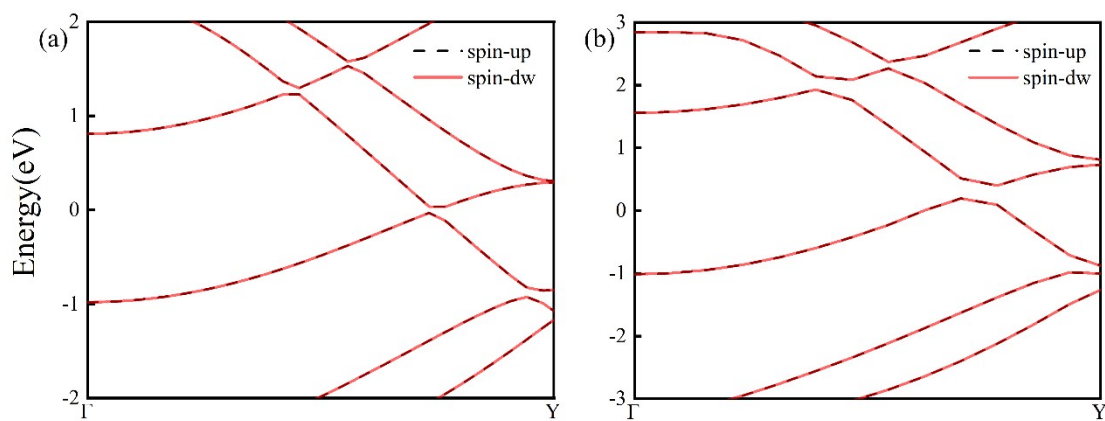 (a)
spin-up
spin-dw
2
1
0
-1
-2
Γ
Y
Energy(eV)
(b)
spin-up
spin-dw
3
2
1
0
-1
-2
-3
Γ
Y